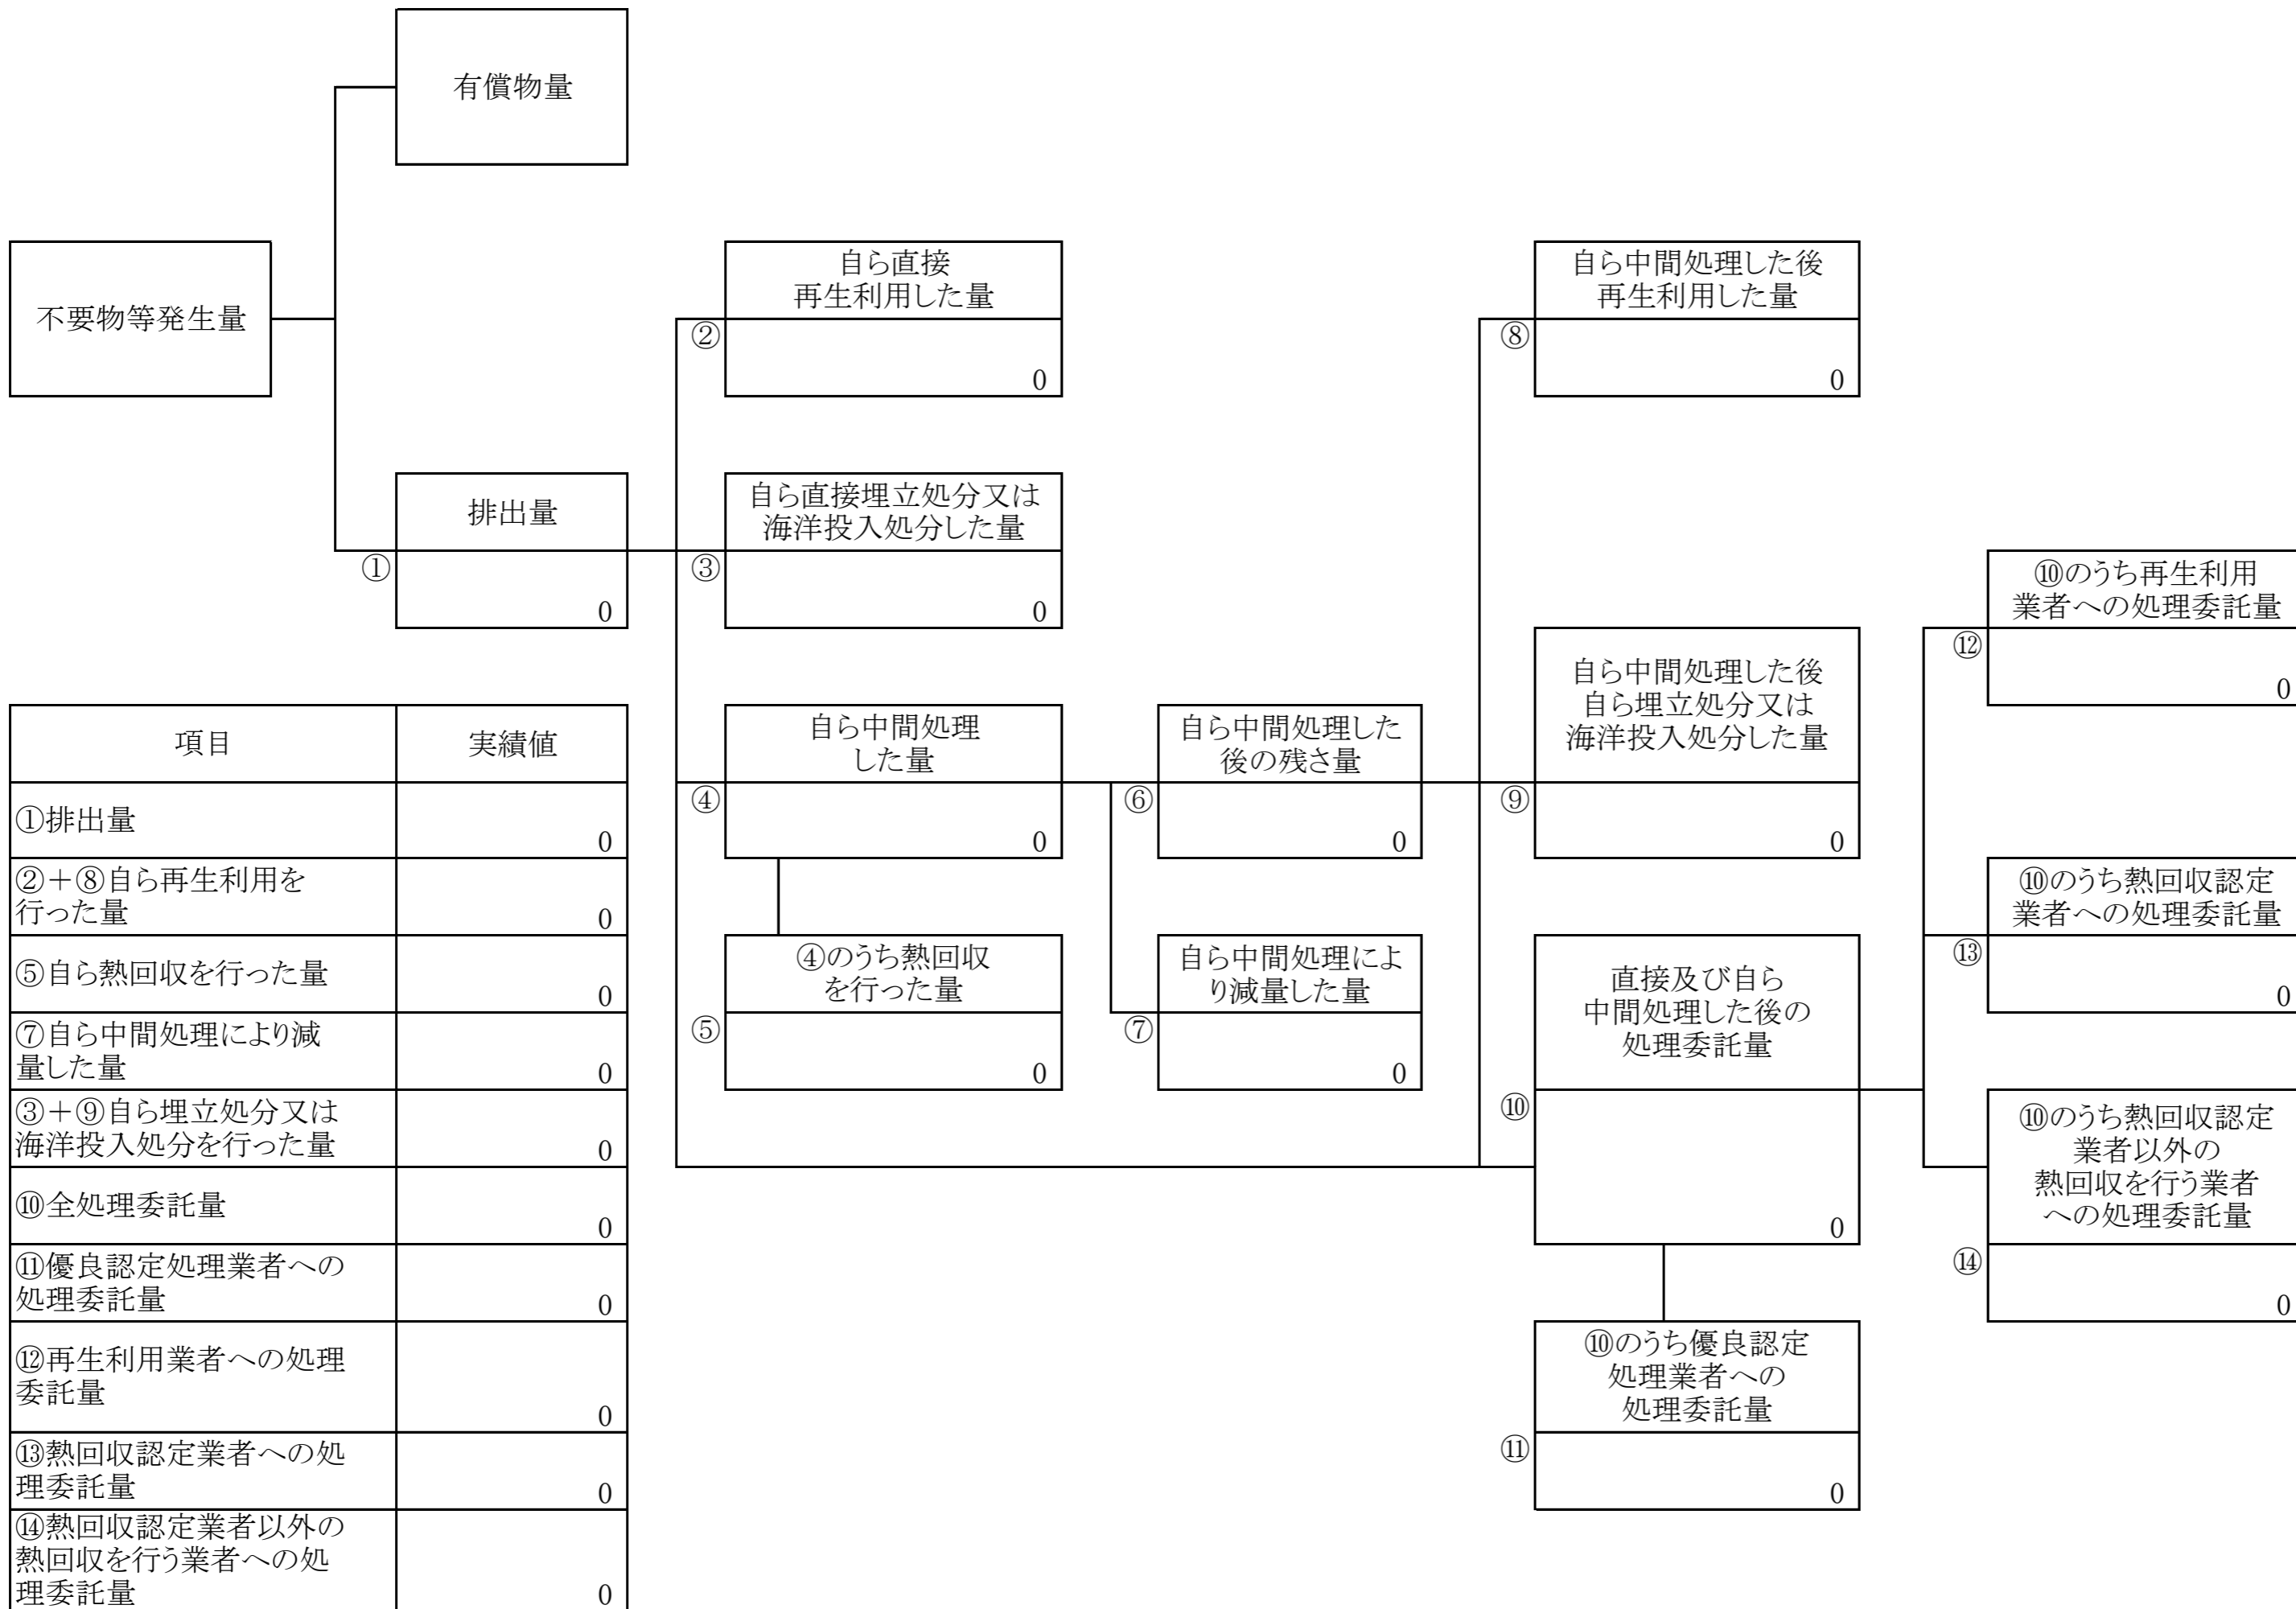 有償物量
不要物等発生量
自ら直接
再生利用した量
②
0
自ら中間処理した後
再生利用した量
⑧
0
排出量
①
0
自ら直接埋立処分又は
海洋投入処分した量
③
0
⑩のうち再生利用
業者への処理委託量
⑫
0
自ら中間処理した後
自ら埋立処分又は
海洋投入処分した量
⑨
0
自ら中間処理
した量
④
0
自ら中間処理した
後の残さ量
⑥
0
⑩のうち熱回収認定
業者への処理委託量
⑬
0
④のうち熱回収
を行った量
⑤
0
自ら中間処理によ
り減量した量
⑦
0
直接及び自ら
中間処理した後の
処理委託量
⑩
0
⑩のうち熱回収認定
業者以外の
熱回収を行う業者
への処理委託量
⑭
0
⑩のうち優良認定
処理業者への
処理委託量
⑪
0
項目 実績値
①排出量
0
②＋⑧自ら再生利用を
行った量
0
⑤自ら熱回収を行った量
0
⑦自ら中間処理により減
量した量
0
③＋⑨自ら埋立処分又は
海洋投入処分を行った量
0
⑩全処理委託量
0
⑪優良認定処理業者への
処理委託量
0
⑫再生利用業者への処理
委託量
0
⑬熱回収認定業者への処
理委託量
0
⑭熱回収認定業者以外の
熱回収を行う業者への処
理委託量
0